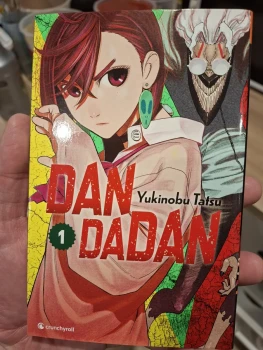 DAN
Yukinobu Tatsu
1
DADAN
crunchyroll